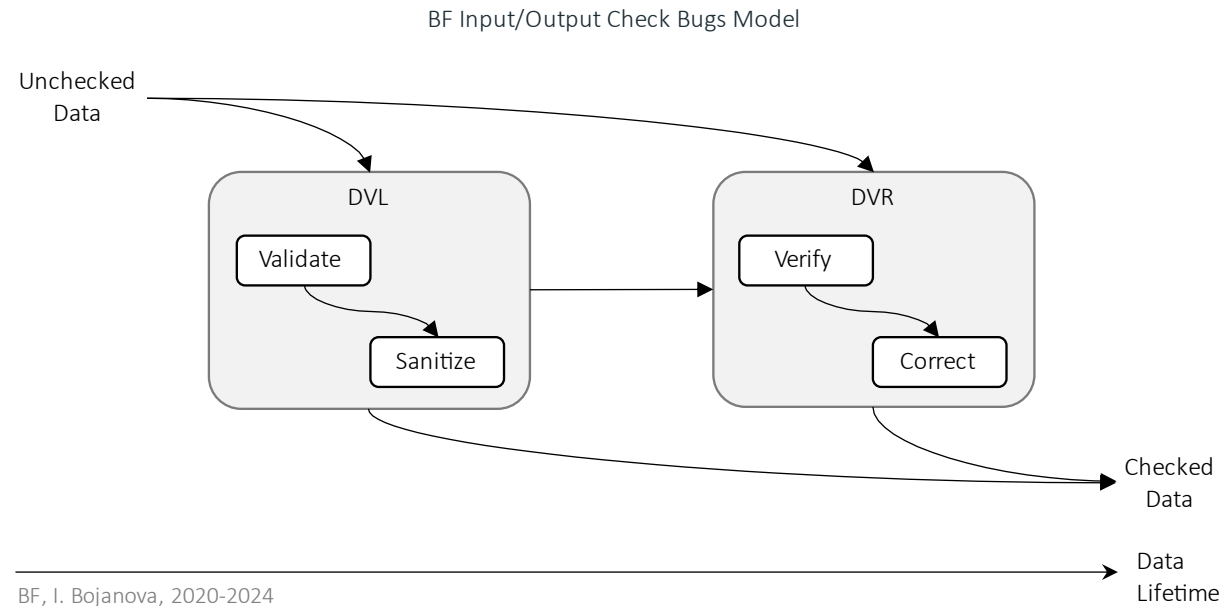 BF Input/Output Check Bugs Model
Unchecked
Data
DVL
DVR
Validate
Verify
Sanitize
Correct
Checked
Data
Data
Lifetime
BF, I. Bojanova, 2020-2024